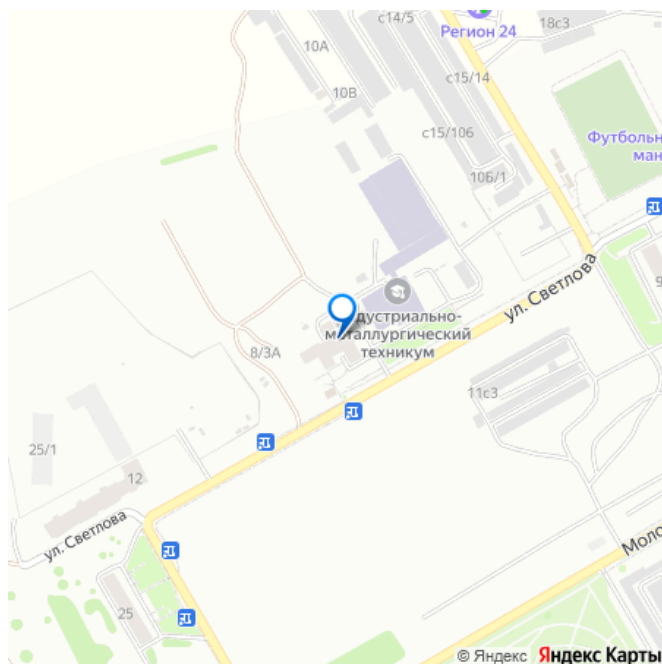 с14/5
18с3
Регион 24
10А
10В
с15/14
с15/106
Футбольн
ман
10Б/1
ул. Светлова
9
дустриально-
металлургический
техникум
8/3А
11с3
25/1
12
ул. Светлова
Моло
25
© Яндекс Яндекс Карты